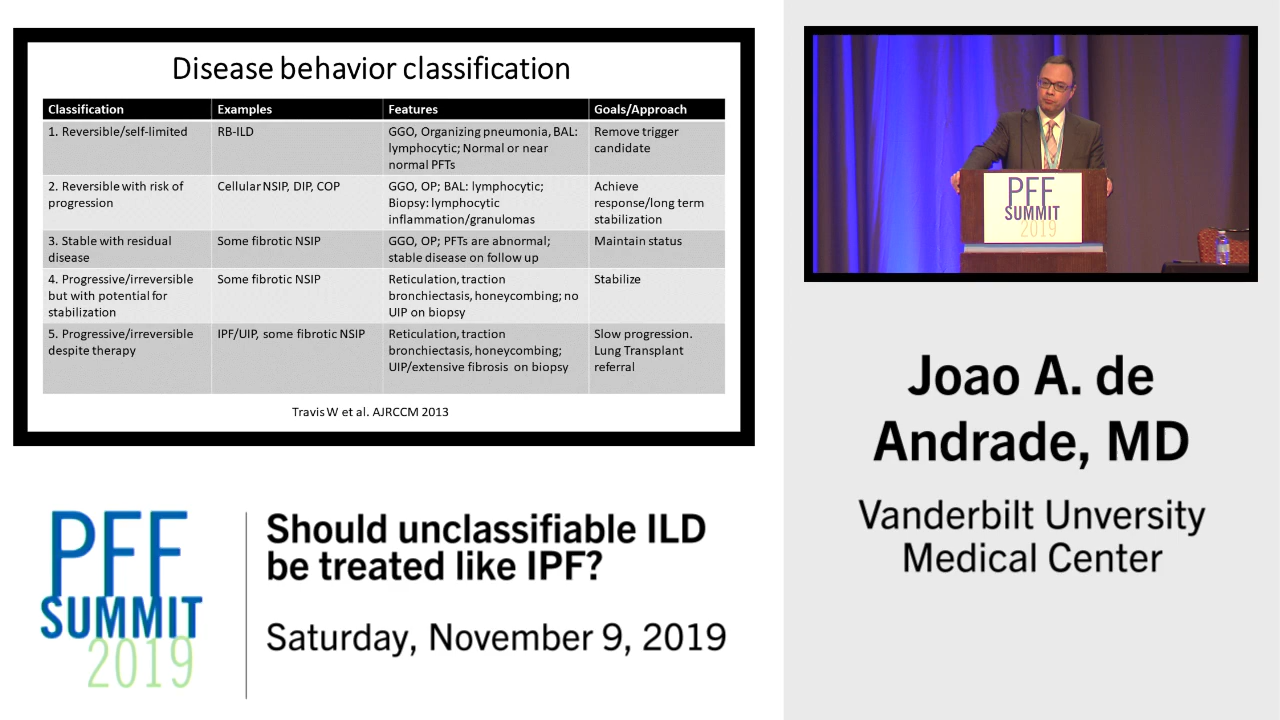 Disease behavior classification
Classification Examples Features Goals/Approach
1. Reversible/self-limited RB-ILD GGO, Organizing pneumonia, BAL: Remove trigger
lymphocytic; Normal or near candidate
normal PFTs
2. Reversible with risk of Cellular NSIP, DIP, COP GGO, OP; BAL: lymphocytic; Achieve
progression Biopsy: lymphocytic response/long term
inflammation/granulomas stabilization
3. Stable with residual Some fibrotic NSIP GGO, OP; PFTs are abnormal; Maintain status
disease stable disease on follow up
4. Progressive/irreversible Some fibrotic NSIP Reticulation, traction Stabilize
but with potential for bronchiectasis, honeycombing; no
stabilization UIP on biopsy
5. Progressive/irreversible IPF/UIP, some fibrotic NSIP Reticulation, traction Slow progression.
despite therapy bronchiectasis, honeycombing; Lung Transplant
UIP/extensive fibrosis on biopsy referral
Travis W et al. AJRCCM 2013
PFF
SUMMIT
2019
Joao A. de
Andrade, MD
Vanderbilt Unversity
Medical Center
PFF
SUMMIT
2019
Should unclassifiable ILD
be treated like IPF?
Saturday, November 9, 2019